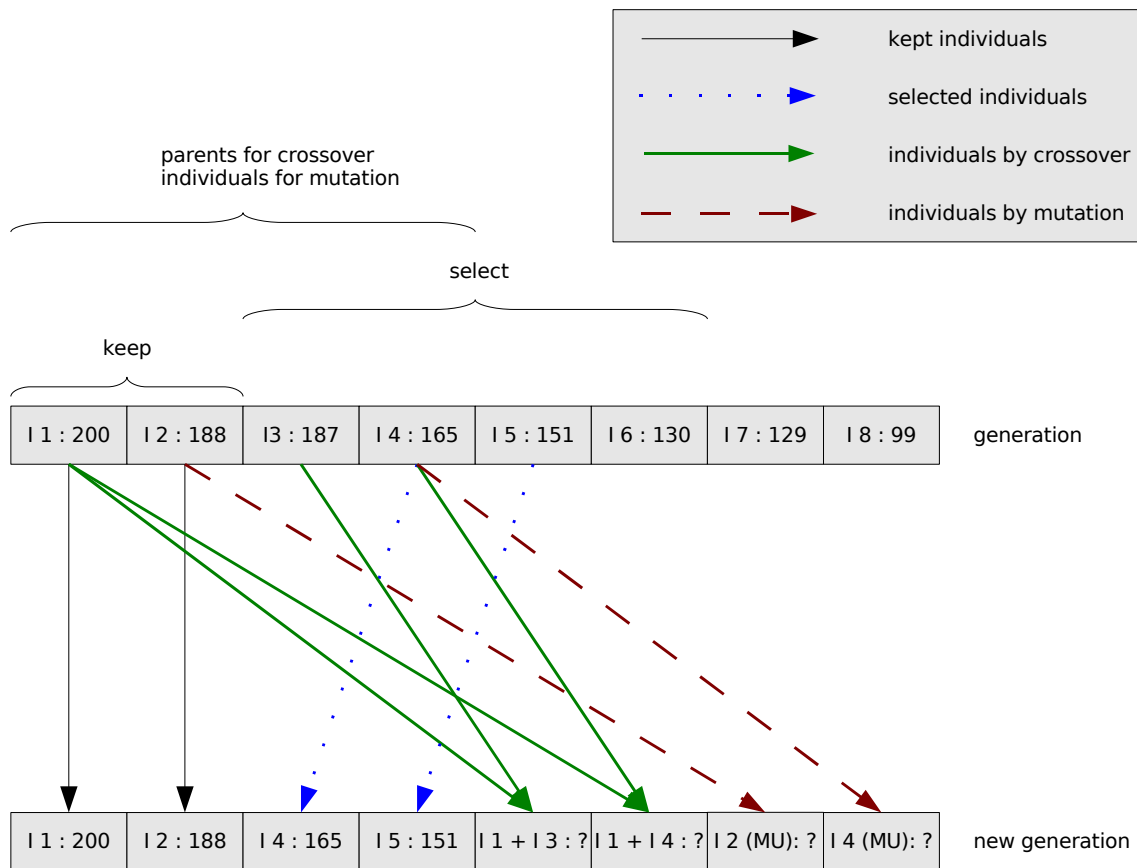 kept individuals
selected individuals
individuals by crossover
individuals by mutation
parents for crossover
individuals for mutation
select
keep
I 1 : 200 I 2 : 188 I3 : 187 I 4 : 165 I 5 : 151 I 6 : 130 I 7 : 129 I 8 : 99 generation
I 1 : 200 I 2 : 188 I 4 : 165 I 5 : 151 I 1 + I 3 : ? I 1 + I 4 : ? I 2 (MU): ? I 4 (MU): ? new generation